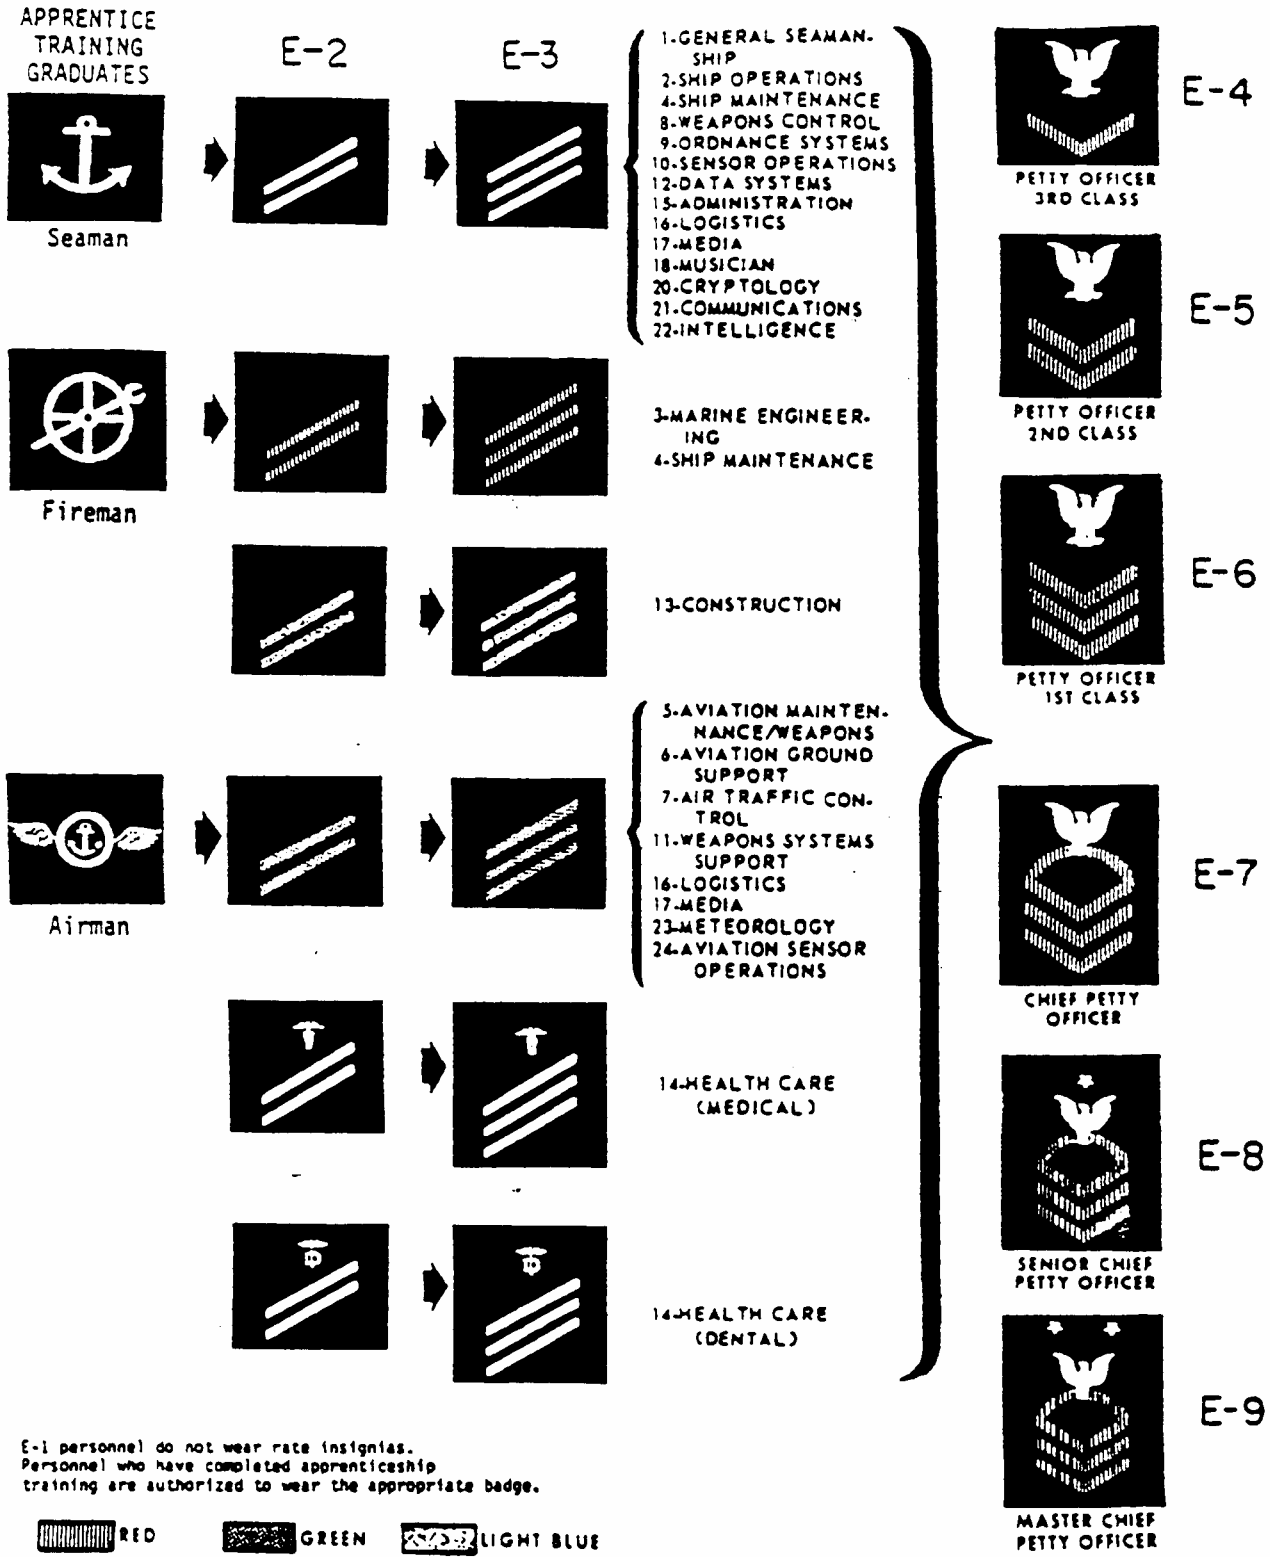 APPRENTICE
TRAINING
GRADUATES
E-2
E-3
Seaman
1-GENERAL SEAMAN-
SHIP
2-SHIP OPERATIONS
4-SHIP MAINTENANCE
8-WEAPONS CONTROL
9-ORDNANCE SYSTEMS
10-SENSOR OPERATIONS
12-DATA SYSTEMS
15-ADMINISTRATION
16-LOGISTICS
17-MEDIA
18-MUSICIAN
20-CRYPTOLOGY
21-COMMUNICATIONS
22-INTELLIGENCE
Fireman
3-MARINE ENGINEER-
ING
4-SHIP MAINTENANCE
13-CONSTRUCTION
Airman
5-AVIATION MAINTEN-
NANCE/WEAPONS
6-AVIATION GROUND
SUPPORT
7-AIR TRAFFIC CON-
TROL
11-WEAPONS SYSTEMS
SUPPORT
16-LOGISTICS
17-MEDIA
23-METEOROLOGY
24-AVIATION SENSOR
OPERATIONS
14-HEALTH CARE
(MEDICAL)
D
D
14-HEALTH CARE
(DENTAL)
E-4
PETTY OFFICER
3RD CLASS
E-5
PETTY OFFICER
2ND CLASS
E-6
PETTY OFFICER
1ST CLASS
E-7
CHIEF PETTY
OFFICER
E-8
SENIOR CHIEF
PETTY OFFICER
E-9
MASTER CHIEF
PETTY OFFICER
E-1 personnel do not wear rate insignias.
Personnel who have completed apprenticeship
training are authorized to wear the appropriate badge.
RED
GREEN
LIGHT BLUE